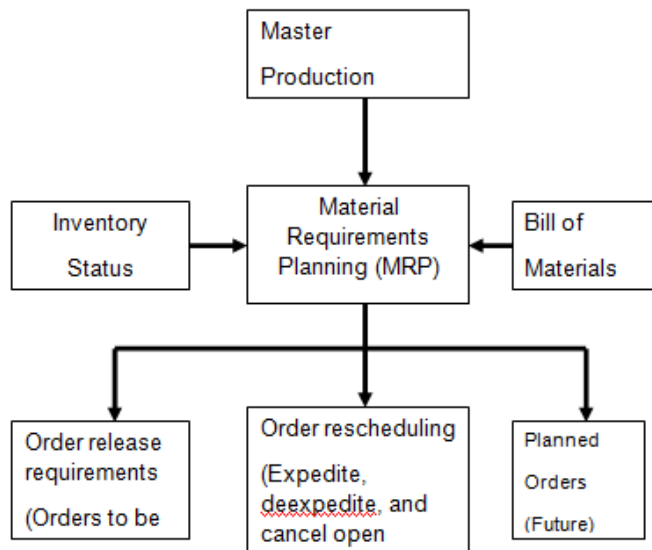 Master
Production
Inventory
Status
Material
Requirements
Planning (MRP)
Bill of
Materials
Order release
requirements
(Orders to be
Order rescheduling
(Expedite,
deexpedite, and
cancel open
Planned
Orders
(Future)